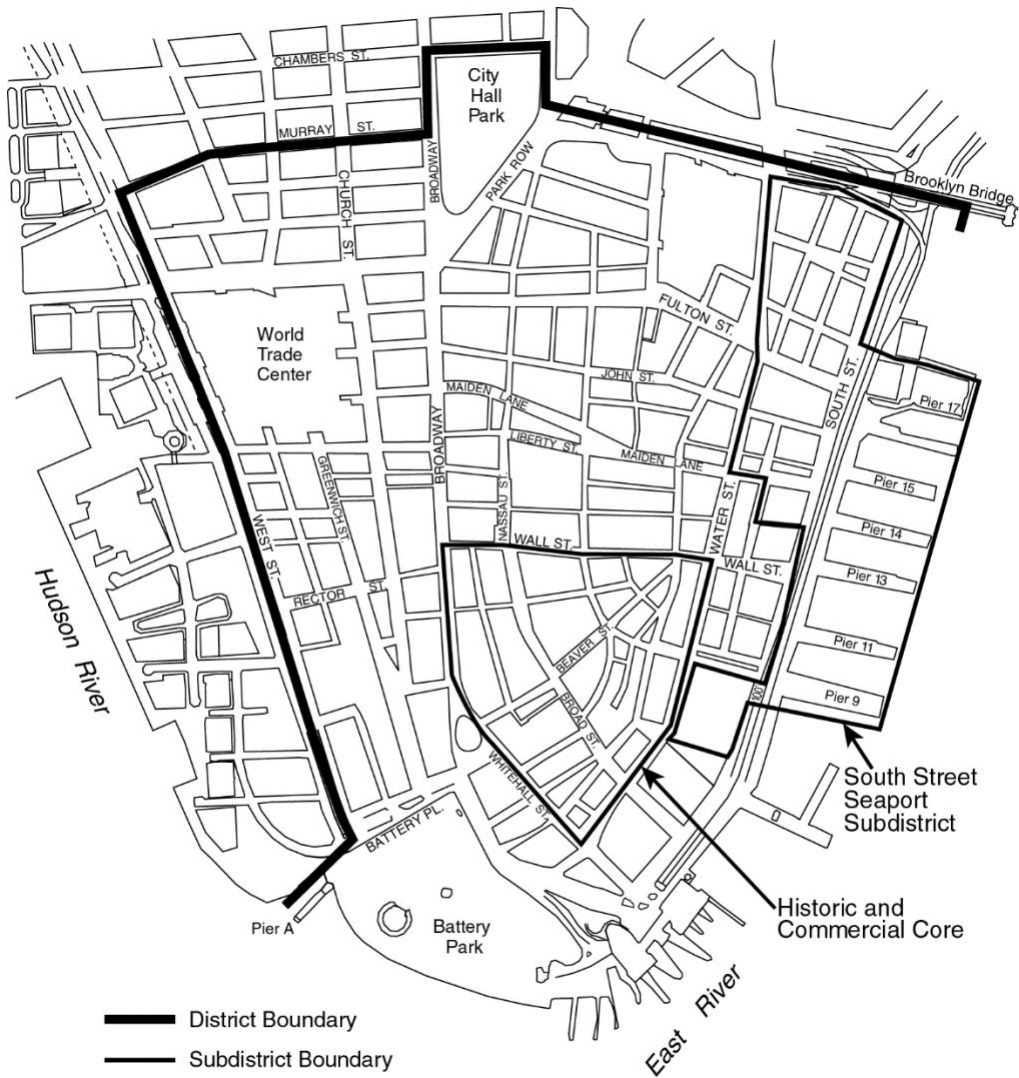 CHAMBERS ST.
City
Hall
Park
MURRAY ST.
BROADWAY
PARK ROW
CHURCH ST.
Brooklyn Bridge
FULTON ST.
World
Trade
Center
JOHN ST.
SOUTH ST.
MAIDEN LANE
Pier 17
BROADWAY
LIBERTY ST.
MAIDEN LANE
GREENWICH ST.
NASSAU ST.
Pier 15
WATER ST.
WEST ST.
WALL ST.
Pier 14
WALL ST.
Pier 13
Hudson River
RECTOR ST.
BEAVER ST.
Pier 11
BROAD ST.
100'
Pier 9
WHITEHALL ST.
South Street
Seaport
Subdistrict
BATTERY PL.
Historic and
Commercial Core
Pier A
Battery
Park
East River
District Boundary
Subdistrict Boundary